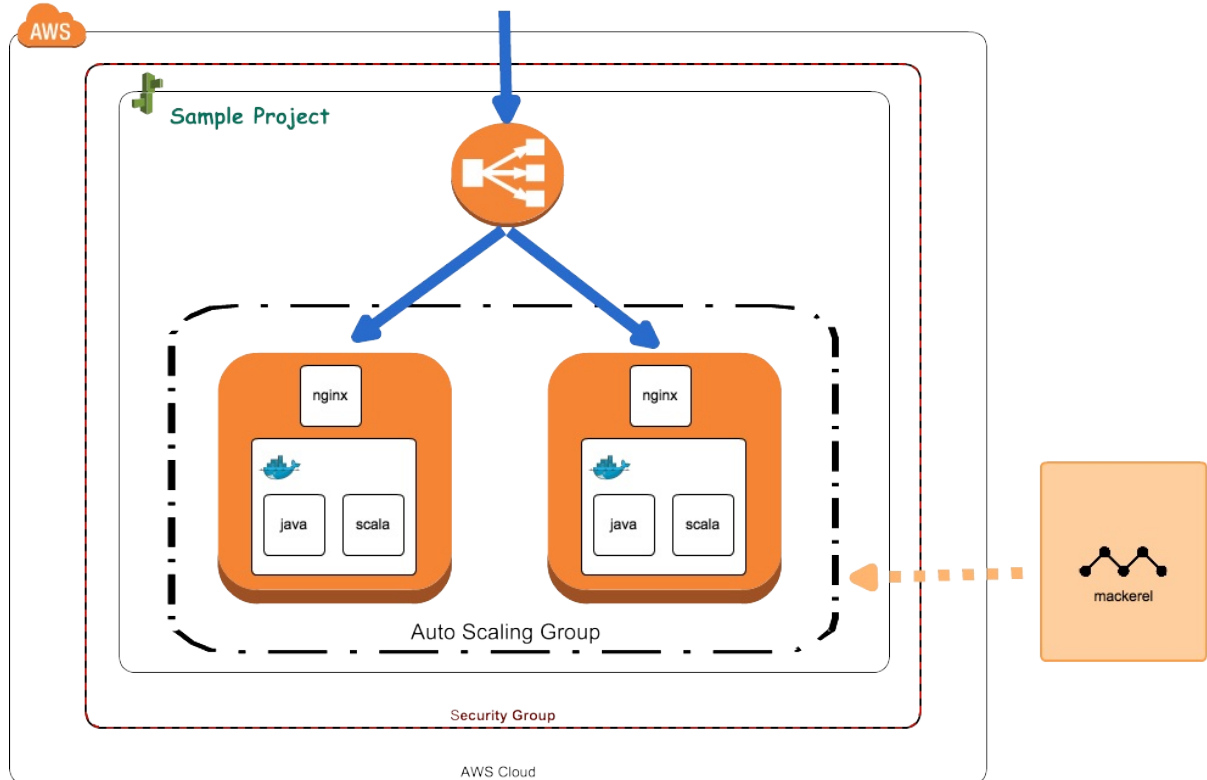 AWS
Sample Project
nginx
nginx
java
scala
java
scala
mackerel
Auto Scaling Group
Security Group
AWS Cloud